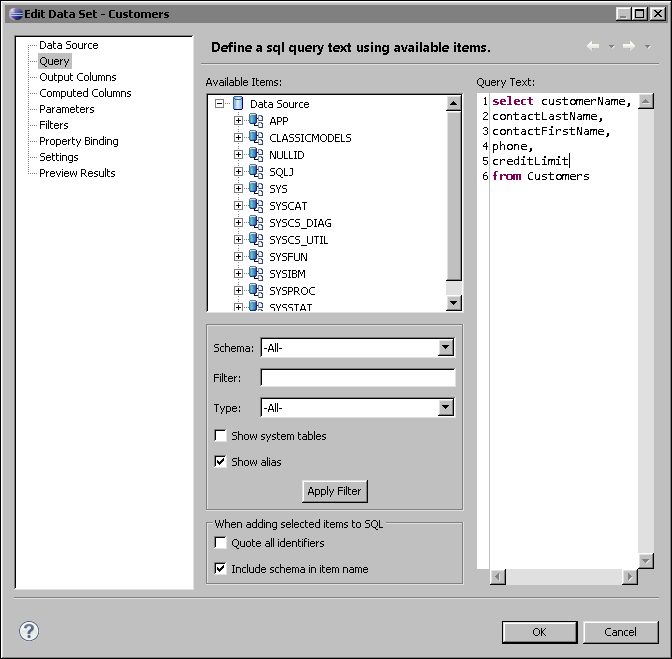 Edit Data Set - Customers
Data Source
Query
Output Columns
Computed Columns
Parameters
Filters
Property Binding
Settings
Preview Results
Define a sql query text using available items.
Available Items:
Data Source
APP
CLASSICMODELS
NULLID
SQLJ
SYS
SYSCAT
SYSCS_DIAG
SYSCS_UTIL
SYSFUN
SYSIBM
SYSPROC
SYSSTAT
Schema: -All-
Filter:
Type: -All-
Show system tables
Show alias
Apply Filter
When adding selected items to SQL
Quote all identifiers
Include schema in item name
Query Text:
1 select customerName,
2 contactLastName,
3 contactFirstName,
4 phone,
5 creditLimit
6 from Customers
?
OK
Cancel